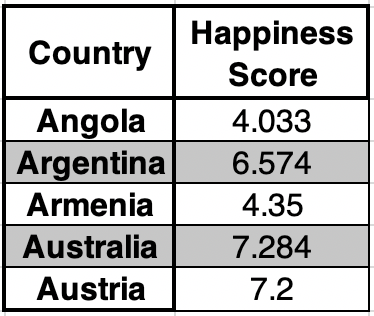 Country Happiness Score
Angola 4.033
Argentina 6.574
Armenia 4.35
Australia 7.284
Austria 7.2